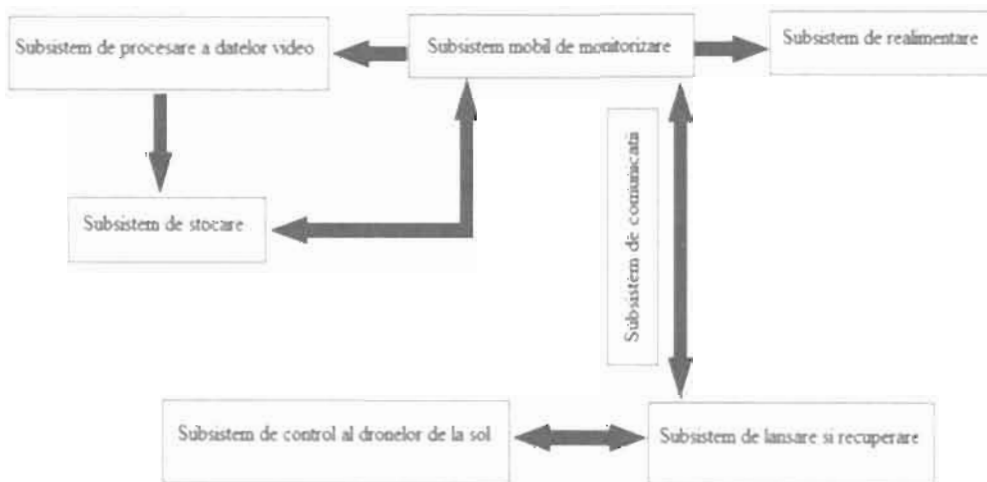 Subsistem de procesare a datelor video
Subsistem mobil de monitorizare
Subsistem de realimentare
Subsistem de comunicatii
Subsistem de stocare
Subsistem de control al dronelor de la sol
Subsistem de lansare si recuperare